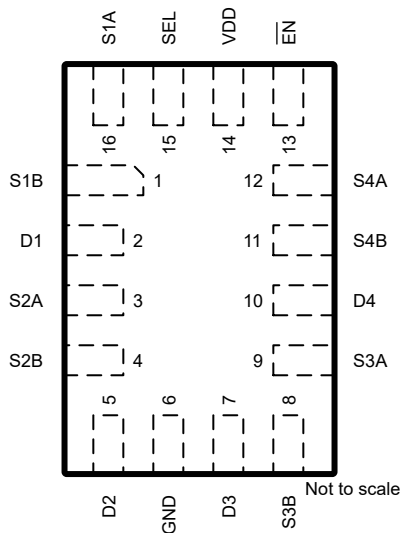 S1A SEL VDD EN
16 15 14 13
S1B 1 12 S4A
D1 2 11 S4B
S2A 3 10 D4
S2B 4 9 S3A
5 6 7 8
D2 GND D3 S3B
Not to scale